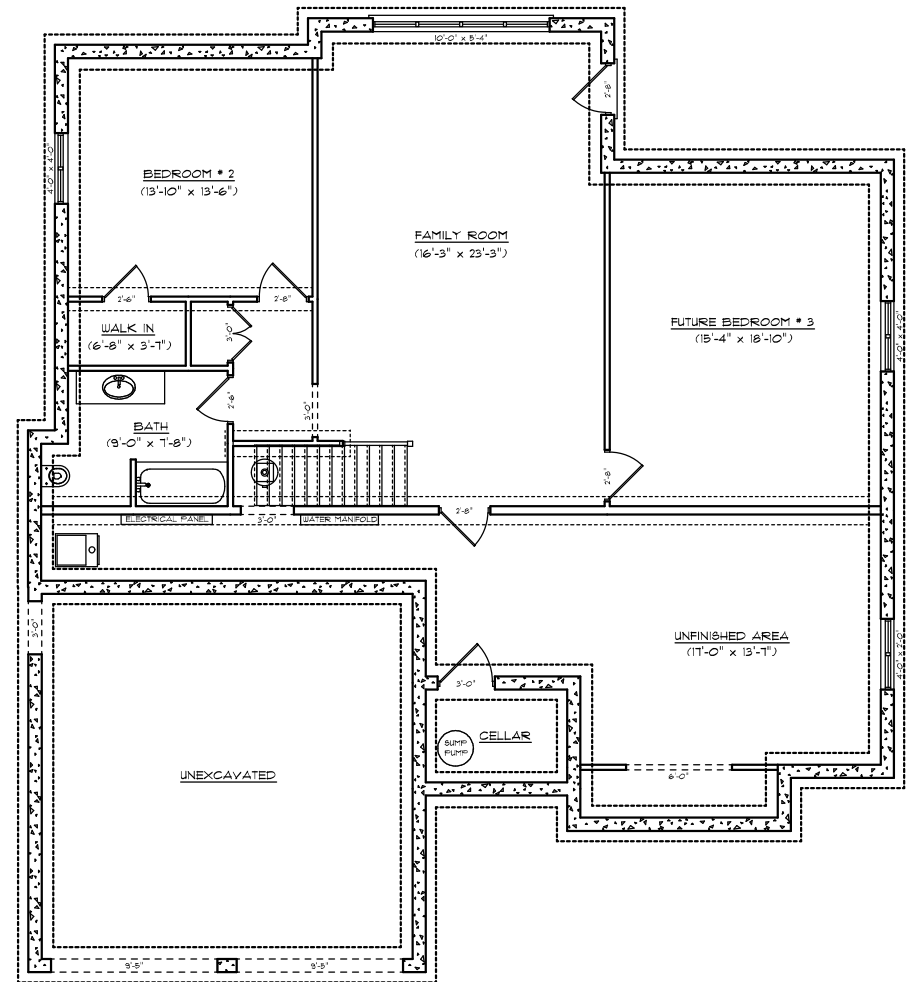 10'-0" x 5'-4"
2'-8"
4'-0" x 4'-0"
BEDROOM # 2
(13'-10" x 13'-6")
FAMILY ROOM
(16'-3" x 23'-3")
2'-6"
2'-8"
WALK IN
(6'-8" x 3'-7")
3'-0"
FUTURE BEDROOM # 3
(15'-4" x 18'-10")
4'-0" x 4'-0"
2'-6"
3'-0"
BATH
(9'-0" x 7'-8")
2'-8"
ELECTRICAL PANEL
3'-0"
WATER MANIFOLD
2'-8"
3'-0"
UNFINISHED AREA
(17'-0" x 13'-7")
4'-0" x 2'-0"
3'-0"
SUMP
PUMP
CELLAR
UNEXCAVATED
6'-0"
9'-5"
9'-5"